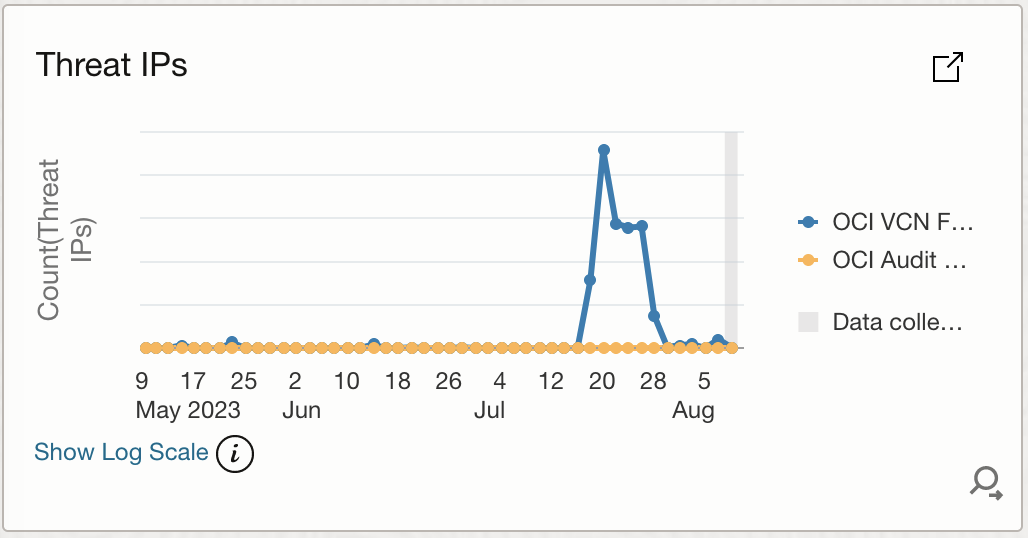 Threat IPs
Count(Threat
IPs)
OCI VCN F...
OCI Audit ...
Data colle...
9 17 25 2 10 18 26 4 12 20 28 5
May 2023 Jun Jul Aug
Show Log Scale i